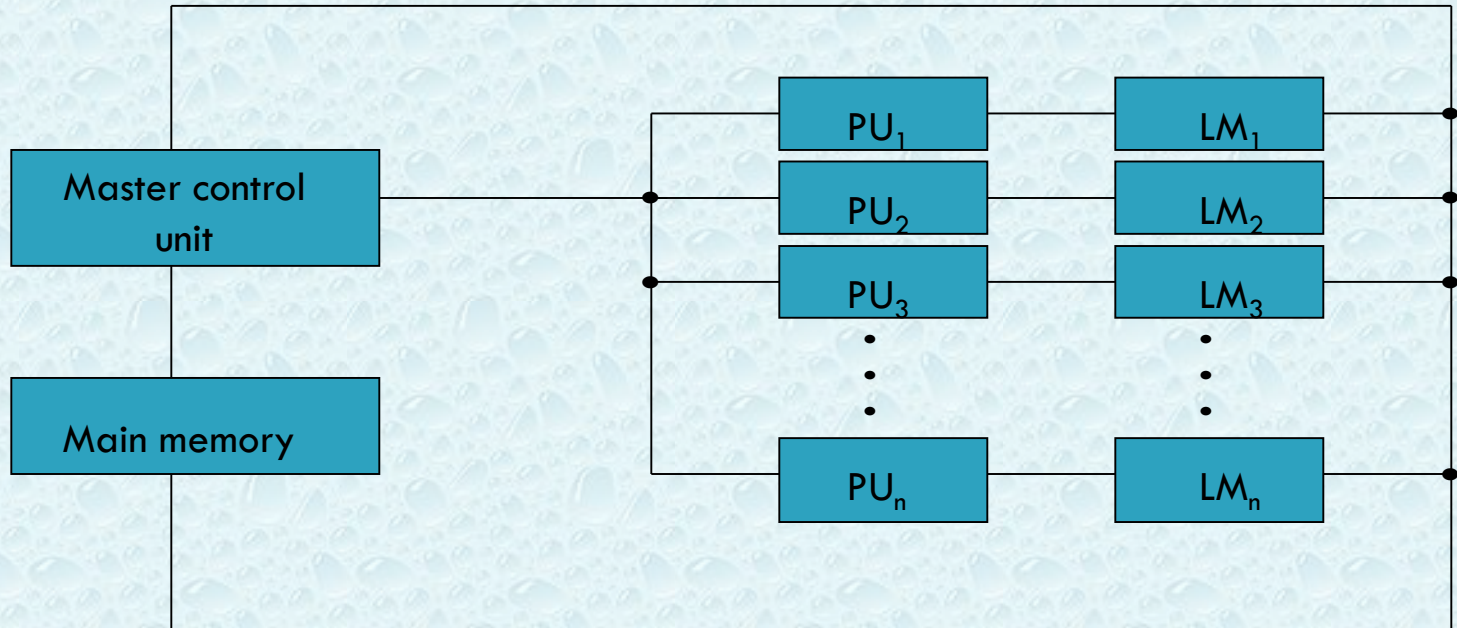 PU₁ LM₁
Master control
unit
PU₂ LM₂
PU₃ LM₃
Main memory
PUₙ LMₙ